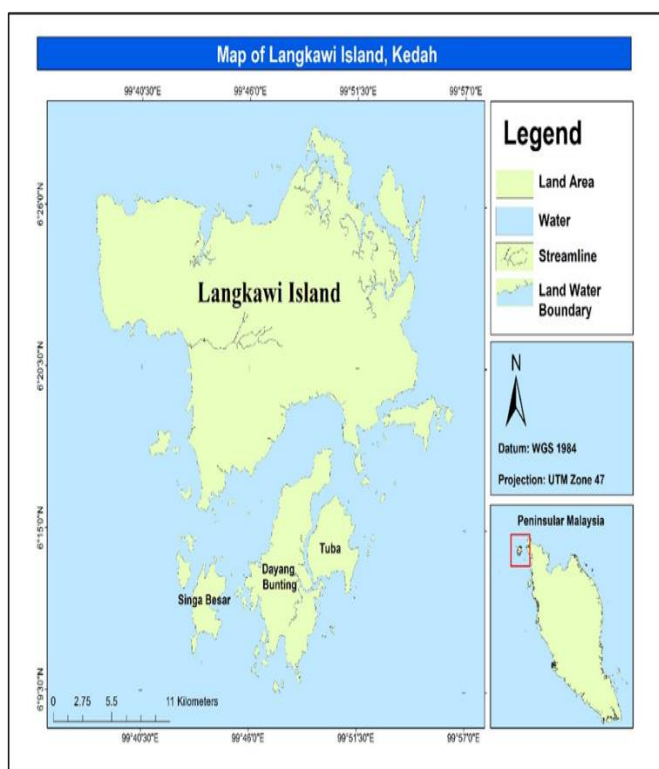 Map of Langkawi Island, Kedah
99°40'30"E 99°46'0"E 99°51'30"E 99°57'0"E
6°26'0"N
6°20'30"N
6°15'0"N
6°9'30"N
Langkawi Island
Tuba
Dayang
Bunting
Singa Besar
0 2.75 5.5 11 Kilometers
99°40'30"E 99°46'0"E 99°51'30"E 99°57'0"E
Legend
Land Area
Water
Streamline
Land Water
Boundary
N
Datum: WGS 1984
Projection: UTM Zone 47
Peninsular Malaysia